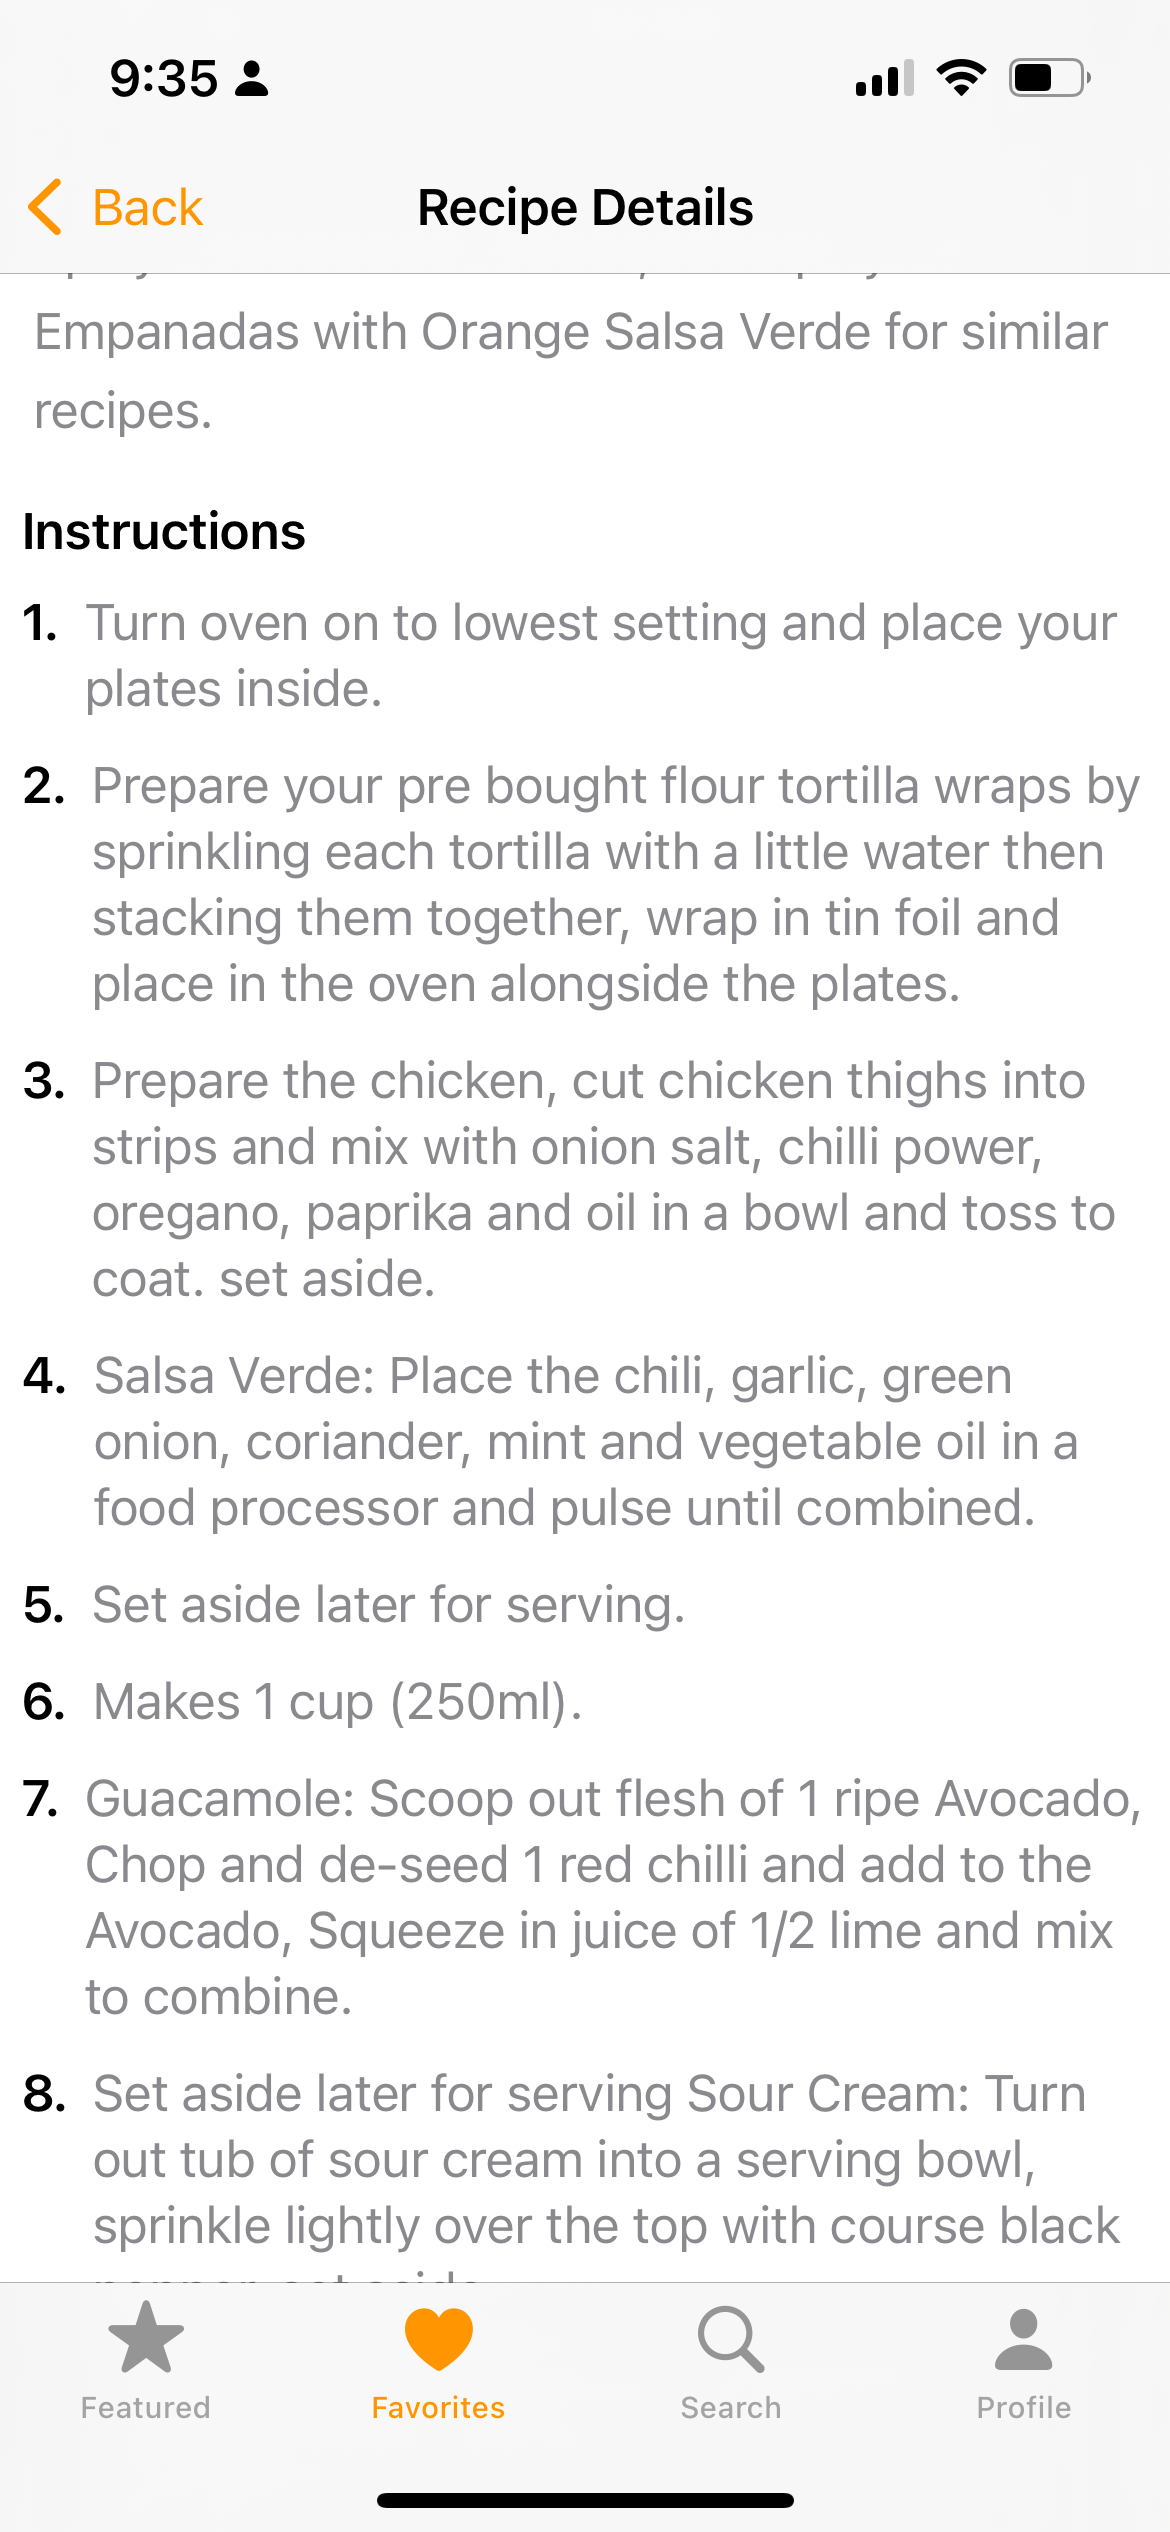 9:35
Back
Recipe Details
Empanadas with Orange Salsa Verde for similar
recipes.
Instructions
1. Turn oven on to lowest setting and place your
plates inside.
2. Prepare your pre bought flour tortilla wraps by
sprinkling each tortilla with a little water then
stacking them together, wrap in tin foil and
place in the oven alongside the plates.
3. Prepare the chicken, cut chicken thighs into
strips and mix with onion salt, chilli power,
oregano, paprika and oil in a bowl and toss to
coat. set aside.
4. Salsa Verde: Place the chili, garlic, green
onion, coriander, mint and vegetable oil in a
food processor and pulse until combined.
5. Set aside later for serving.
6. Makes 1 cup (250ml).
7. Guacamole: Scoop out flesh of 1 ripe Avocado,
Chop and de-seed 1 red chilli and add to the
Avocado, Squeeze in juice of 1/2 lime and mix
to combine.
8. Set aside later for serving Sour Cream: Turn
out tub of sour cream into a serving bowl,
sprinkle lightly over the top with course black
Featured
Favorites
Search
Profile